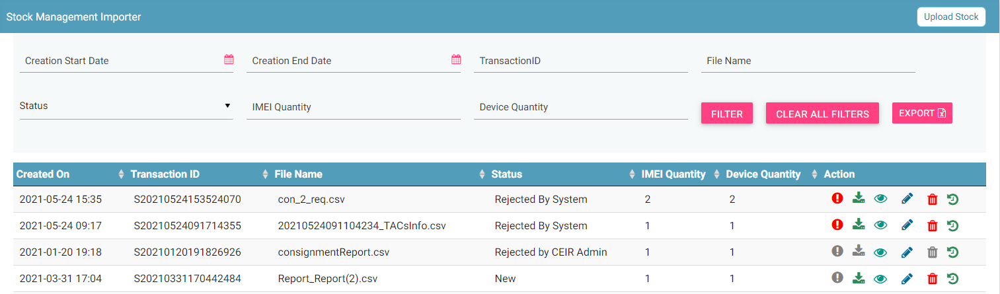 Stock Management Importer Upload Stock
Creation Start Date Creation End Date TransactionID File Name
Status IMEI Quantity Device Quantity FILTER CLEAR ALL FILTERS EXPORT
Created On Transaction ID File Name Status IMEI Quantity Device Quantity Action
2021-05-24 15:35 S20210524153524070 con_2_req.csv Rejected By System 2 2
2021-05-24 09:17 S20210524091714355 20210524091104234_TACsInfo.csv Rejected By System 1 1
2021-01-20 19:18 S20210120191826926 consignmentReport.csv Rejected by CEIR Admin 1 1
2021-03-31 17:04 S20210331170442484 Report_Report(2).csv New 1 1